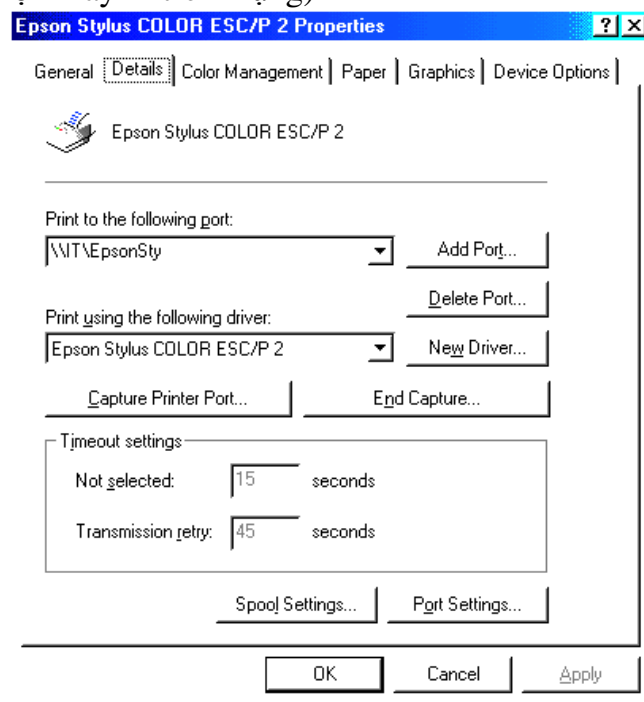 Epson Stylus COLOR ESC/P 2 Properties
General Details Color Management Paper Graphics Device Options
Epson Stylus COLOR ESC/P 2
Print to the following port:
\\IT\EpsonSty
Add Port...
Delete Port...
Print using the following driver:
Epson Stylus COLOR ESC/P 2
New Driver...
Capture Printer Port... End Capture...
Timeout settings
Not selected: 15 seconds
Transmission retry: 45 seconds
Spool Settings... Port Settings...
OK Cancel Apply